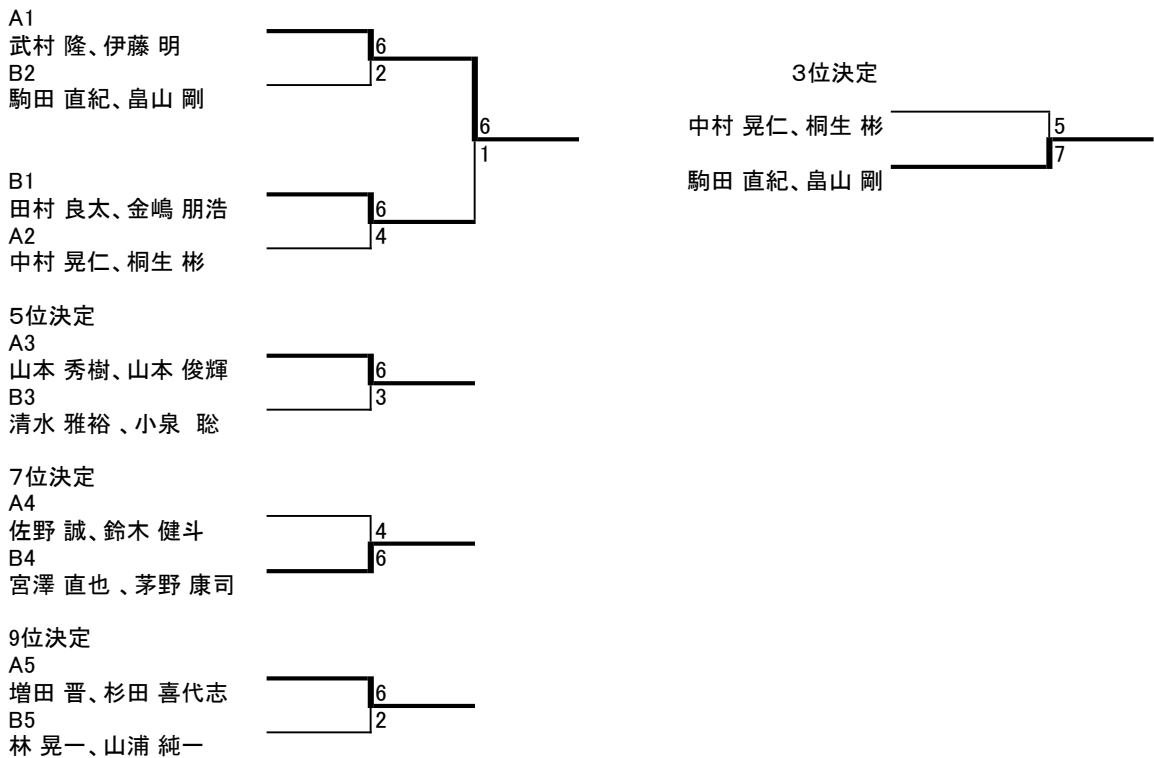 A1
武村 隆、伊藤 明
6
B2
2
駒田 直紀、畠山 剛
6
1
B1
田村 良太、金嶋 朋浩
6
A2
4
中村 晃仁、桐生 彬
3位決定
中村 晃仁、桐生 彬
5
7
駒田 直紀、畠山 剛
5位決定
A3
山本 秀樹、山本 俊輝
6
B3
3
清水 雅裕 、小泉　聡
7位決定
A4
佐野 誠、鈴木 健斗
4
B4
6
宮澤 直也 、茅野 康司
9位決定
A5
増田 晋、杉田 喜代志
6
B5
2
林 晃一、山浦 純一